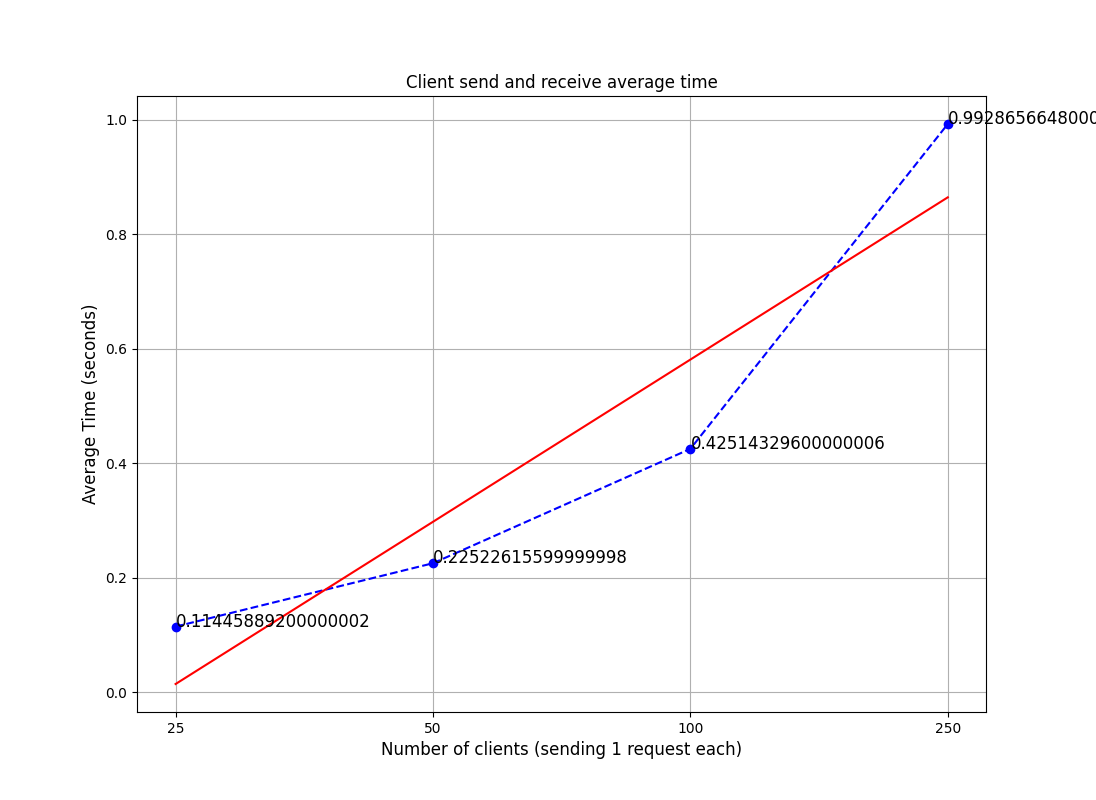 Client send and receive average time
1.0
0.9928656648000
0.8
0.6
0.4
0.42514329600000006
0.2
0.22522615599999998
0.11445889200000002
0.0
Average Time (seconds)
25 50 100 250
Number of clients (sending 1 request each)